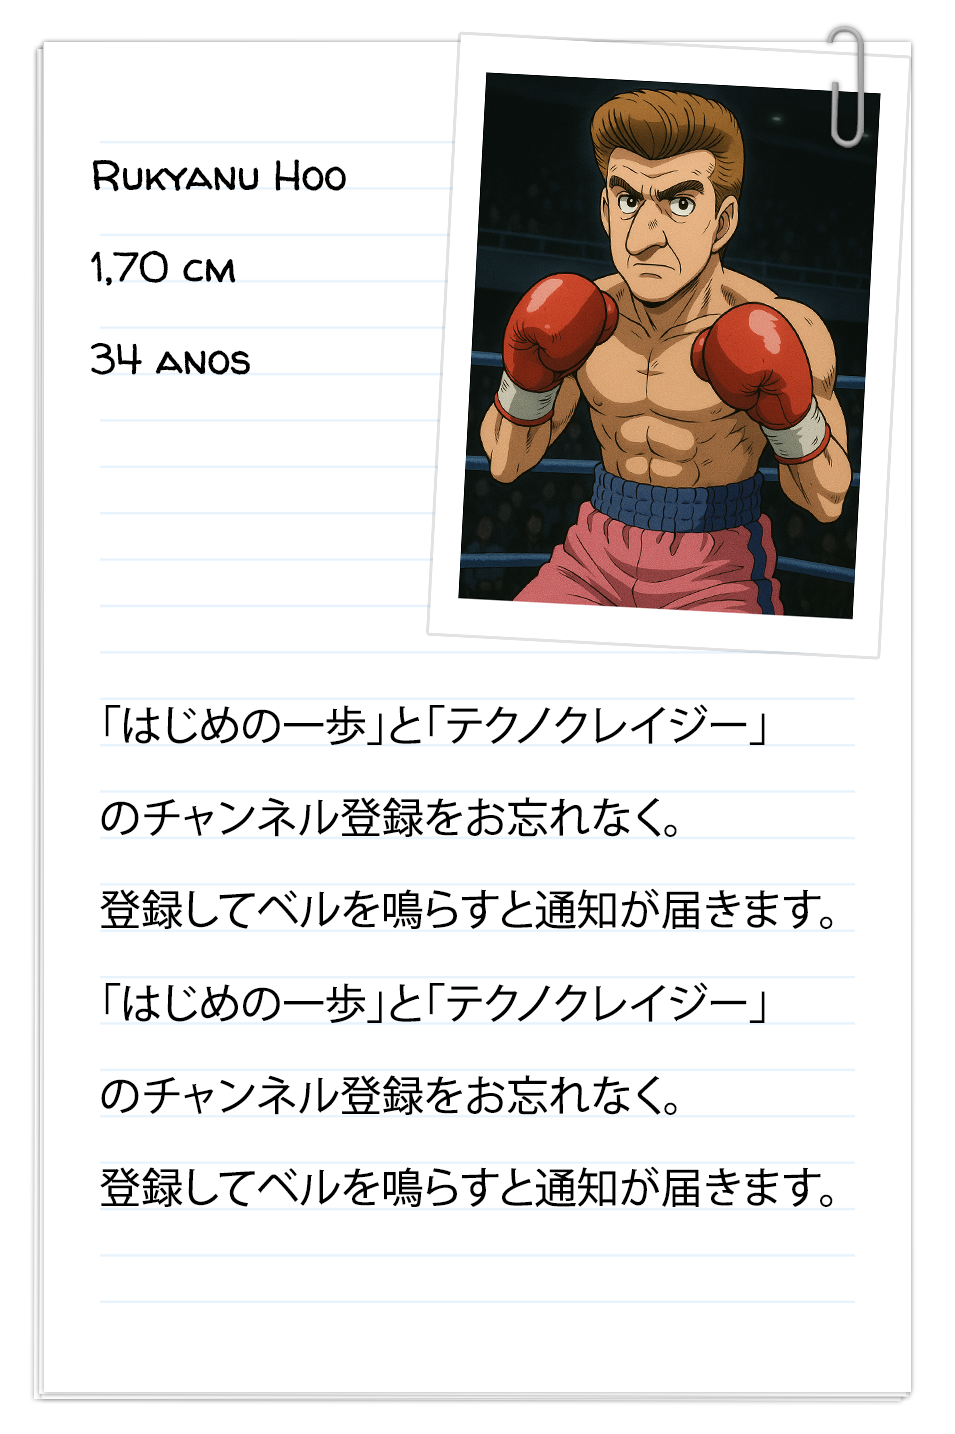 Rukyanu Hoo
1,70 cm
34 anos
「はじめの一歩」と「テクノクレイジー」
のチャンネル登録をお忘れなく。
登録してベルを鳴らすと通知が届きます。
「はじめの一歩」と「テクノクレイジー」
のチャンネル登録をお忘れなく。
登録してベルを鳴らすと通知が届きます。